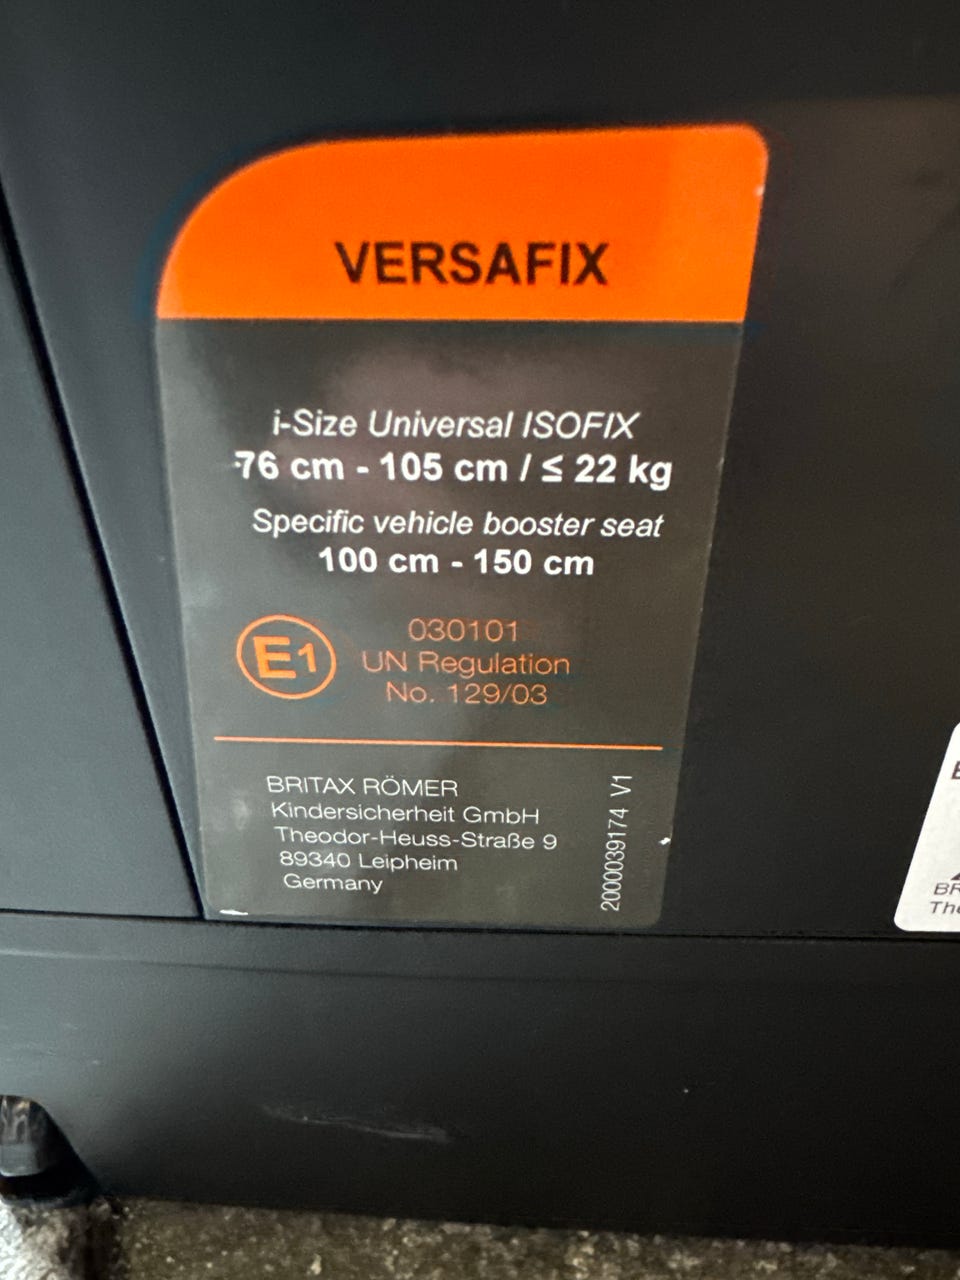 VERSAFIX
i-Size Universal ISOFIX
76 cm - 105 cm / ≤ 22 kg
Specific vehicle booster seat
100 cm - 150 cm
E1
030101
UN Regulation
No. 129/03
BRITAX RÖMER
Kindersicherheit GmbH
Theodor-Heuss-Straße 9
89340 Leipheim
Germany
2000039174 V1